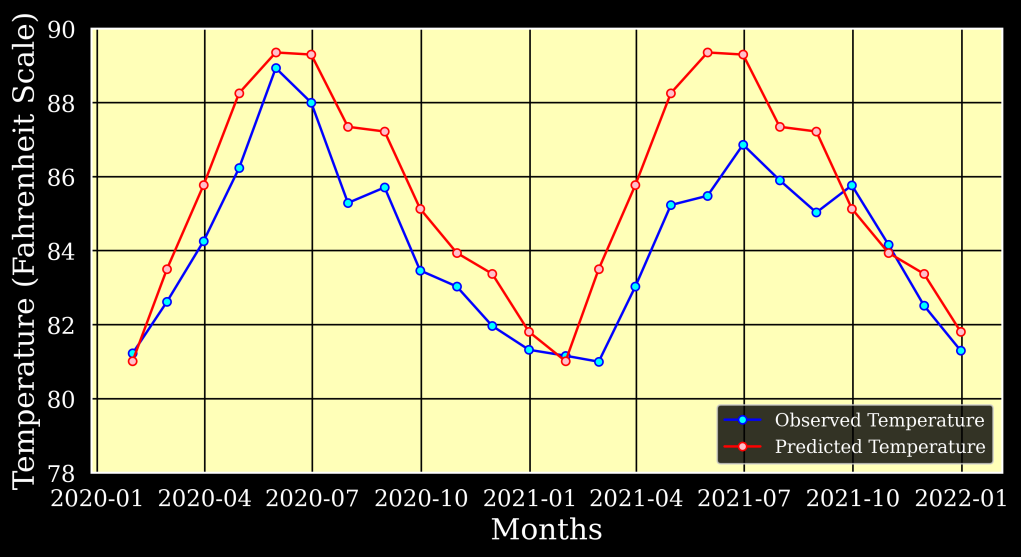 Temperature (Fahrenheit Scale)
90
88
86
84
82
80
78
2020-01 2020-04 2020-07 2020-10 2021-01 2021-04 2021-07 2021-10 2022-01
Months
Observed Temperature
Predicted Temperature